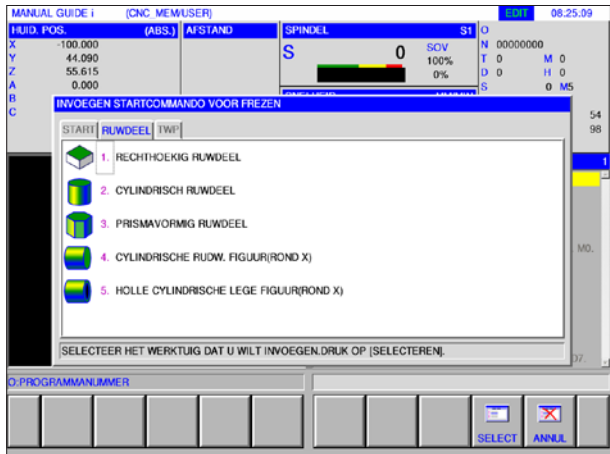 MANUAL GUIDE i (CNC_MEM/USER) EDIT 08:25.09
HUID. POS. (ABS.) AFSTAND SPINDEL S1 O
X -100.000 N 00000000
Y 44.090 S 0 SOV T 0 M 0
Z 55.615 100% D 0 H 0
A 0.000 0% S 0 M5
B
C 54
98
INVOEGEN STARTCOMMANDO VOOR FREZEN
START RUWDEEL TWP
1
1. RECHTHOEKIG RUWDEEL
2. CYLINDRISCH RUWDEEL
3. PRISMAVORMIG RUWDEEL
M0.
4. CYLINDRISCHE RUDW. FIGUUR(ROND X)
5. HOLLE CYLINDRISCHE LEGE FIGUUR(ROND X)
SELECTEER HET WERKTUIG DAT U WILT INVOEGEN.DRUK OP [SELECTEREN].
O:PROGRAMMANUMMER
SELECT ANNUL